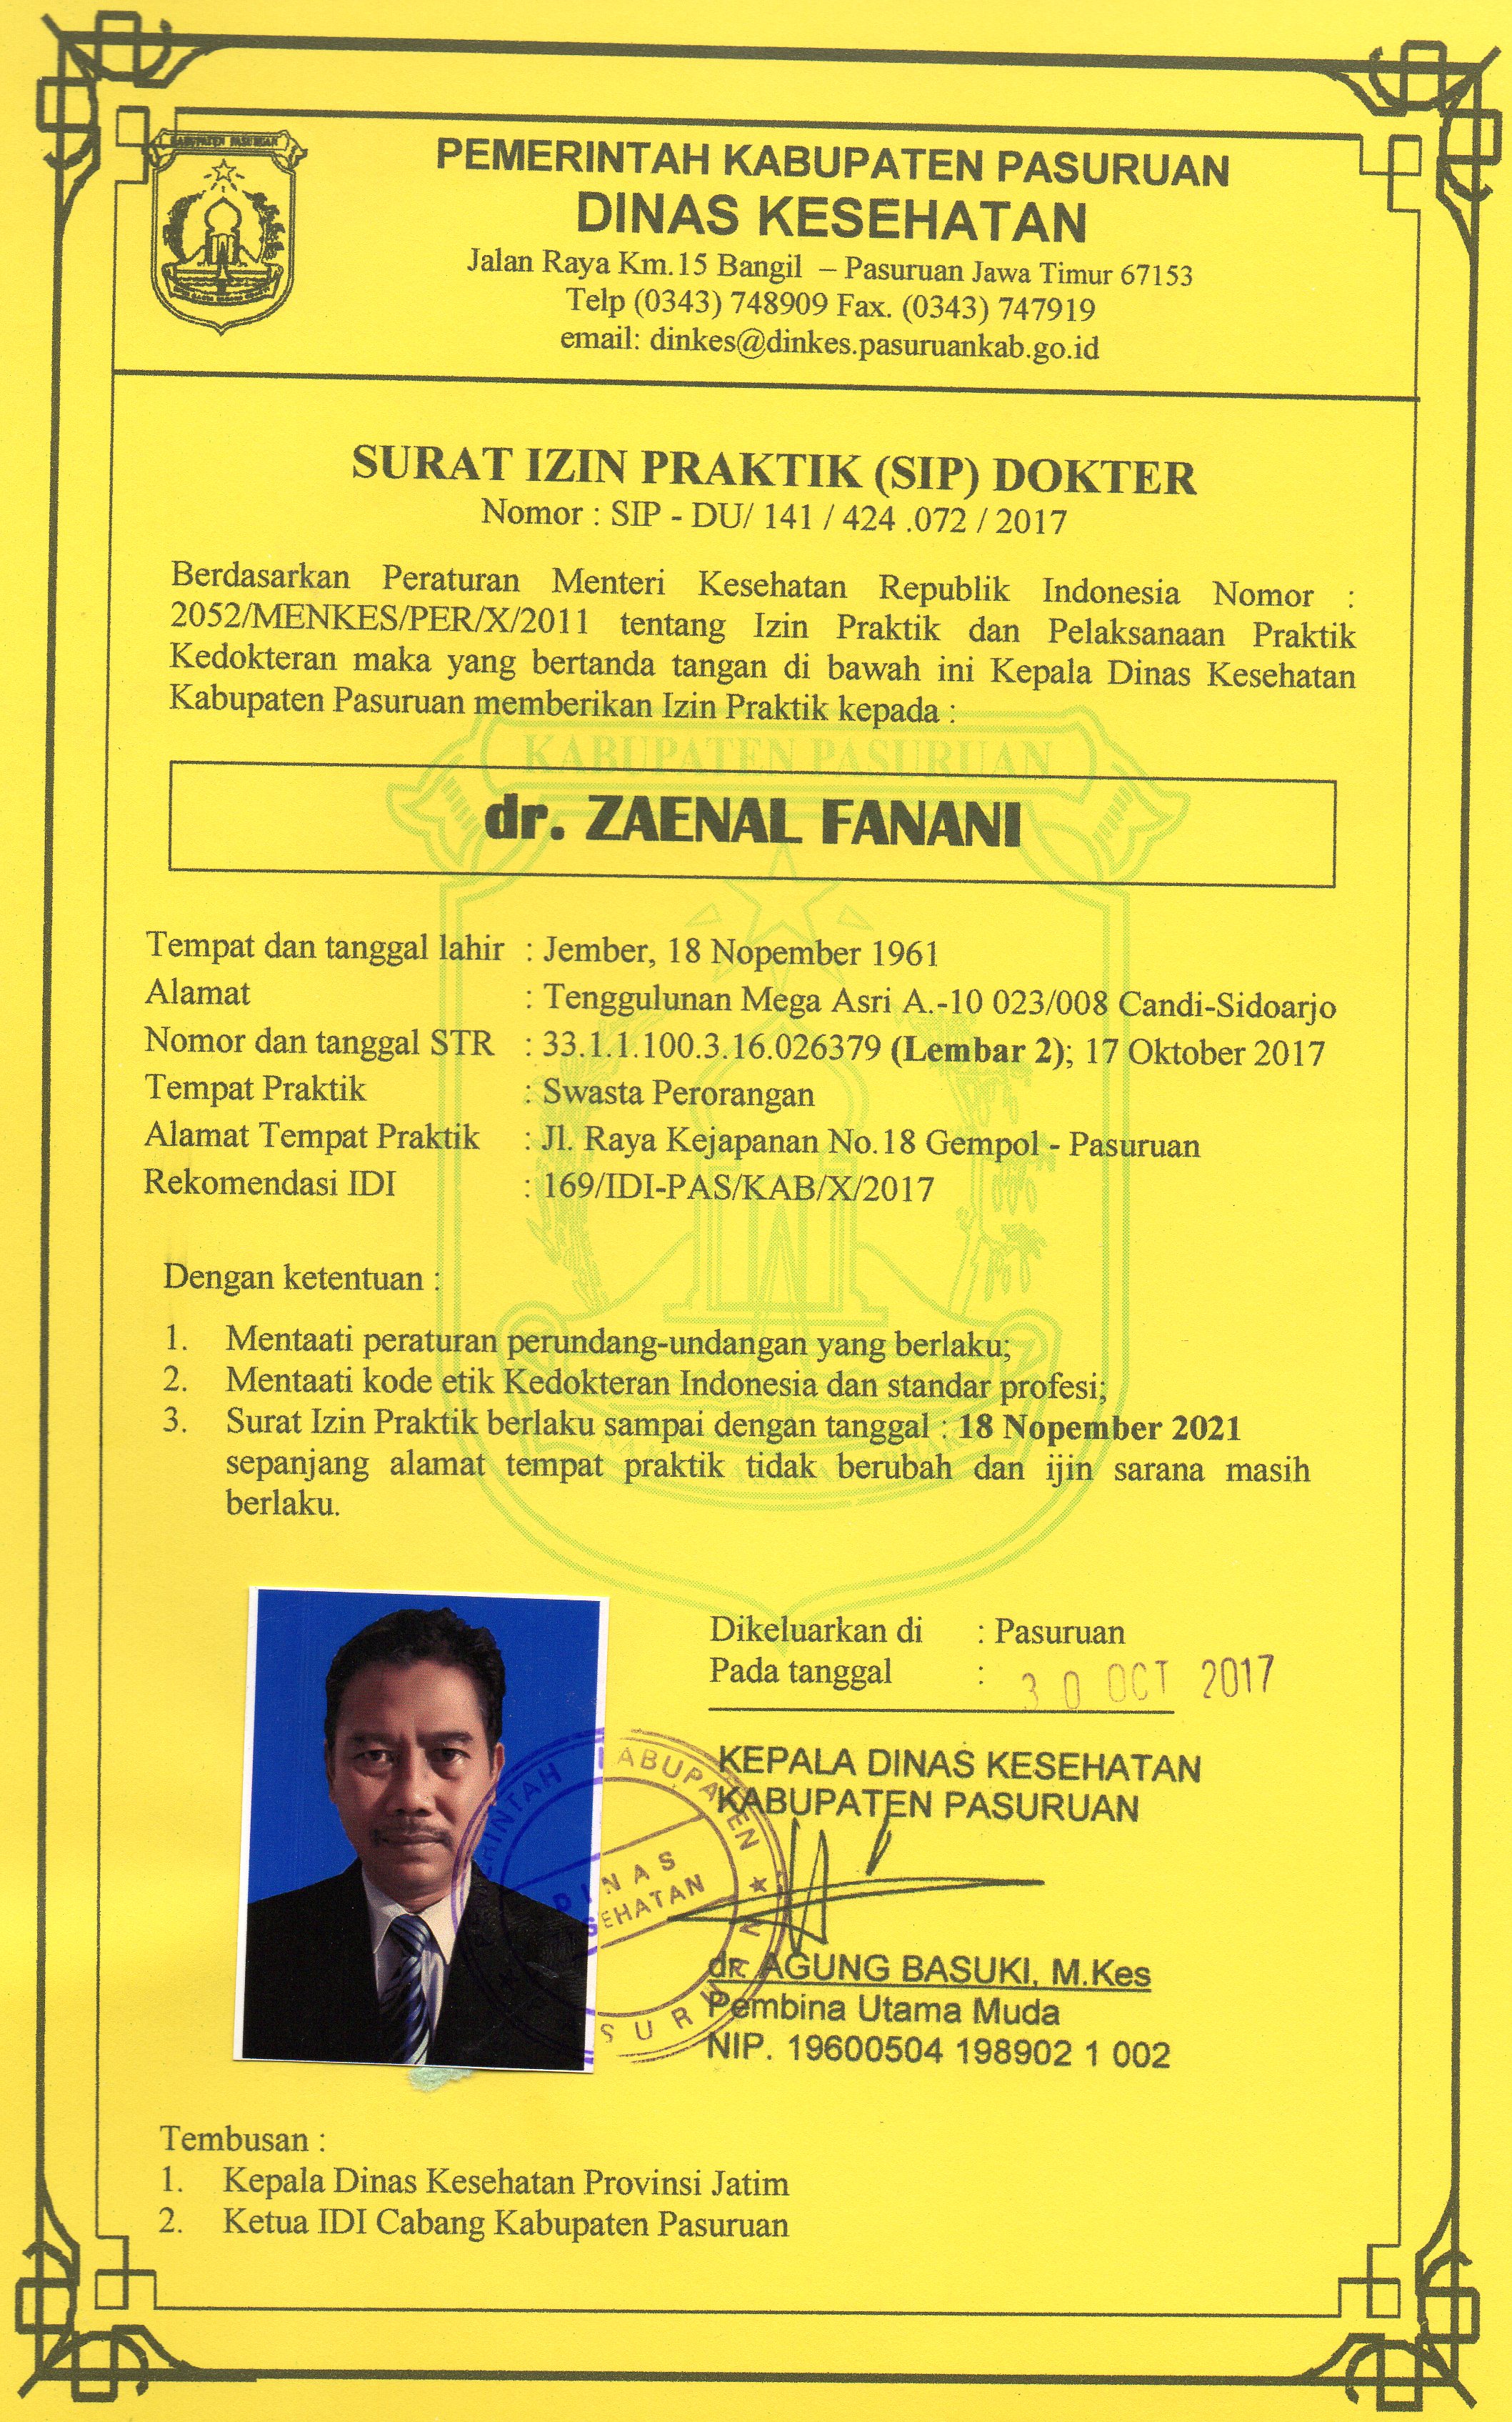 KABUPATEN PASURUAN
PEMERINTAH KABUPATEN PASURUAN
DINAS KESEHATAN
Jalan Raya Km.15 Bangil – Pasuruan Jawa Timur 67153
Telp (0343) 748909 Fax. (0343) 747919
email: dinkes@dinkes.pasuruankab.go.id
SURAT IZIN PRAKTIK (SIP) DOKTER
Nomor : SIP - DU/ 141 / 424 .072 / 2017
Berdasarkan Peraturan Menteri Kesehatan Republik Indonesia Nomor :
2052/MENKES/PER/X/2011 tentang Izin Praktik dan Pelaksanaan Praktik
Kedokteran maka yang bertanda tangan di bawah ini Kepala Dinas Kesehatan
Kabupaten Pasuruan memberikan Izin Praktik kepada :
KABUPATEN PASURUAN
dr. ZAENAL FANANI
Tempat dan tanggal lahir : Jember, 18 Nopember 1961
Alamat : Tenggulunan Mega Asri A.-10 023/008 Candi-Sidoarjo
Nomor dan tanggal STR : 33.1.1.100.3.16.026379 (Lembar 2); 17 Oktober 2017
Tempat Praktik : Swasta Perorangan
Alamat Tempat Praktik : Jl. Raya Kejapanan No.18 Gempol - Pasuruan
Rekomendasi IDI : 169/IDI-PAS/KAB/X/2017
Dengan ketentuan :
1. Mentaati peraturan perundang-undangan yang berlaku;
2. Mentaati kode etik Kedokteran Indonesia dan standar profesi;
3. Surat Izin Praktik berlaku sampai dengan tanggal : 18 Nopember 2021
sepanjang alamat tempat praktik tidak berubah dan ijin sarana masih
berlaku.
Dikeluarkan di : Pasuruan
Pada tanggal : 30 OCT 2017
KEPALA DINAS KESEHATAN
KABUPATEN PASURUAN
PEMERINTAH KABUPATEN
DINAS
KESEHATAN
PASURUAN
dr. AGUNG BASUKI, M.Kes
Pembina Utama Muda
NIP. 19600504 198902 1 002
Tembusan :
1. Kepala Dinas Kesehatan Provinsi Jatim
2. Ketua IDI Cabang Kabupaten Pasuruan